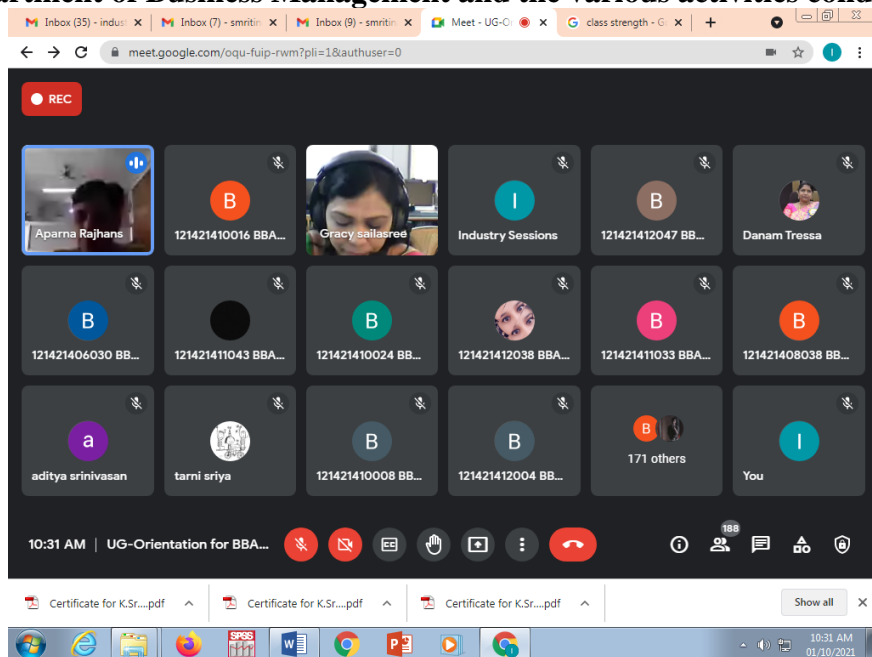 artment of Business Management and the various activities cond
Inbox (35) - indust
Inbox (7) - smritin
Inbox (9) - smritin
Meet - UG-O
class strength - G
meet.google.com/oqu-fuip-rwm?pli=1&authuser=0
REC
Aparna Rajhans
B
121421410016 BBA...
Gracy sailasree
I
Industry Sessions
B
121421412047 BB...
Danam Tressa
B
121421406030 BB...
121421411043 BBA...
B
121421410024 BB...
121421412038 BBA...
B
121421411033 BBA...
B
121421408038 BB...
a
aditya srinivasan
tarni sriya
B
121421410008 BB...
B
121421412004 BB...
B
171 others
I
You
10:31 AM | UG-Orientation for BBA...
188
Certificate for K.Sr....pdf
Certificate for K.Sr....pdf
Certificate for K.Sr....pdf
Show all
SPSS
10:31 AM
01/10/2021